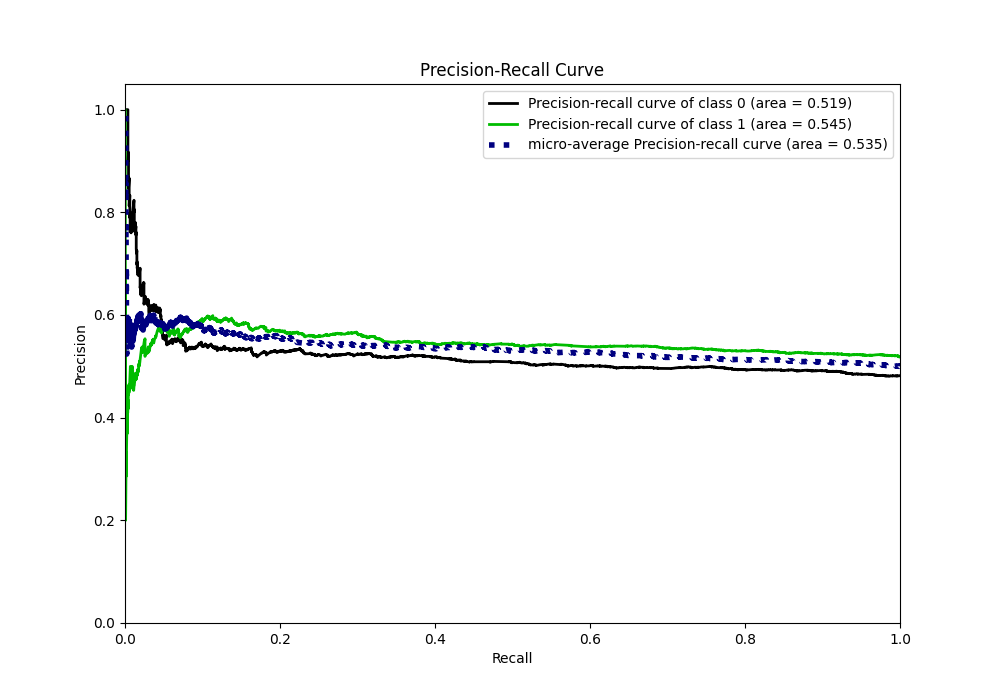 Precision-Recall Curve
Precision-recall curve of class 0 (area = 0.519)
Precision-recall curve of class 1 (area = 0.545)
micro-average Precision-recall curve (area = 0.535)
1.0
0.8
0.6
0.4
0.2
0.0
Precision
0.0 0.2 0.4 0.6 0.8 1.0
Recall